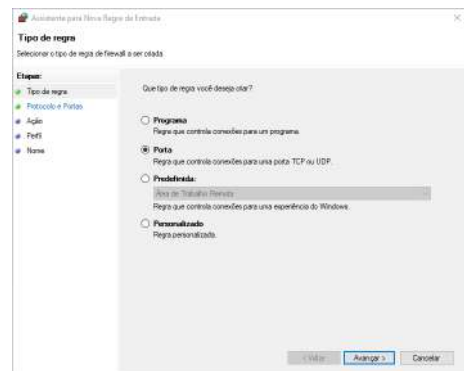 Assistente para Nova Regra de Entrada
Tipo de regra
Selecionar o tipo de regra de firewall a ser criada
Etapas:
Tipo de regra
Protocolo e Portas
Ação
Perfil
Nome
Que tipo de regra você deseja criar?
Programa
Regra que controla conexões para um programa.
Porta
Regra que controla conexões para uma porta TCP ou UDP.
Predefinida:
Área de Trabalho Remota
Regra que controla conexões para uma experiência do Windows.
Personalizado
Regra personalizada.
< Voltar
Avançar >
Cancelar